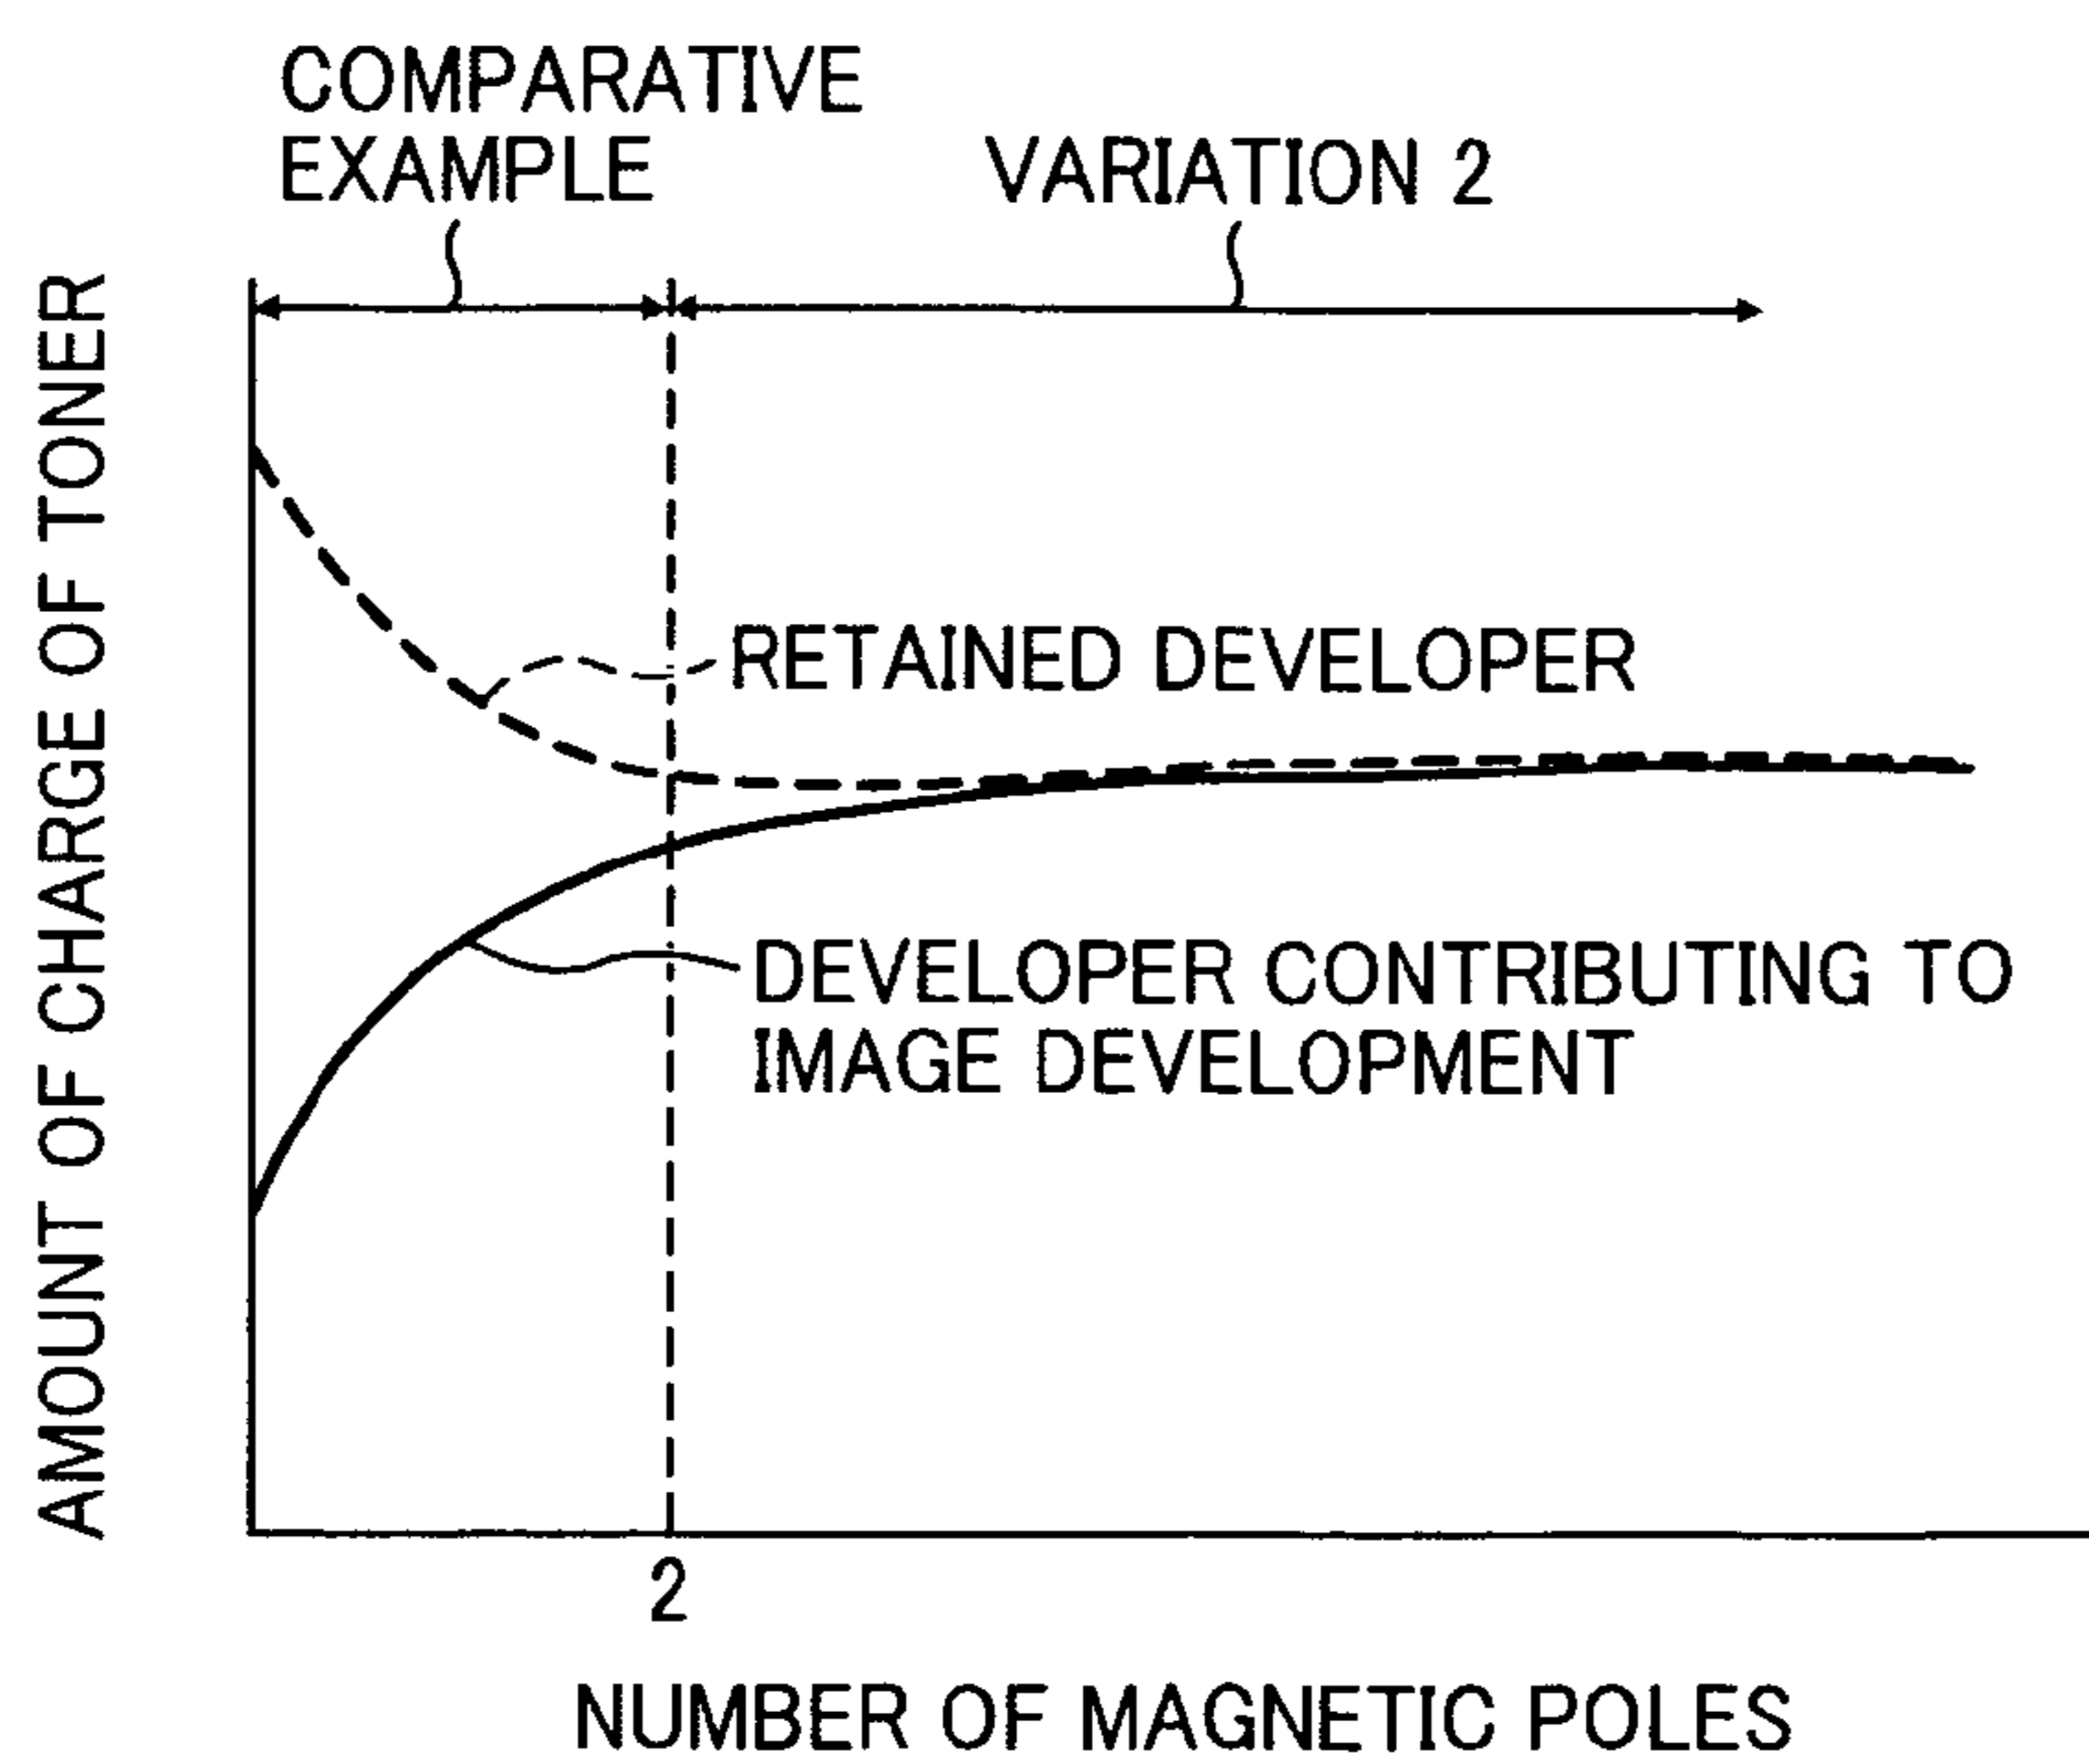 COMPARATIVE
EXAMPLE
VARIATION 2
AMOUNT OF CHARGE OF TONER
RETAINED DEVELOPER
DEVELOPER CONTRIBUTING TO
IMAGE DEVELOPMENT
2
NUMBER OF MAGNETIC POLES